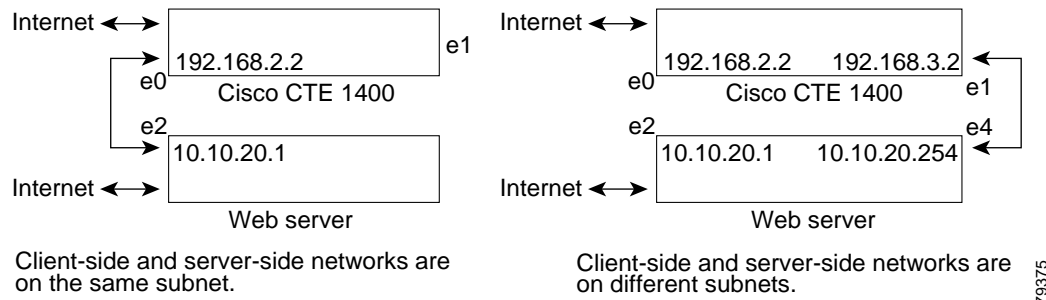 Internet
192.168.2.2
e1
e0
Cisco CTE 1400
e2
10.10.20.1
Internet
Web server
Client-side and server-side networks are
on the same subnet.
Internet
192.168.2.2 192.168.3.2
e0
e1
Cisco CTE 1400
e2
e4
10.10.20.1 10.10.20.254
Internet
Web server
Client-side and server-side networks are
on different subnets.